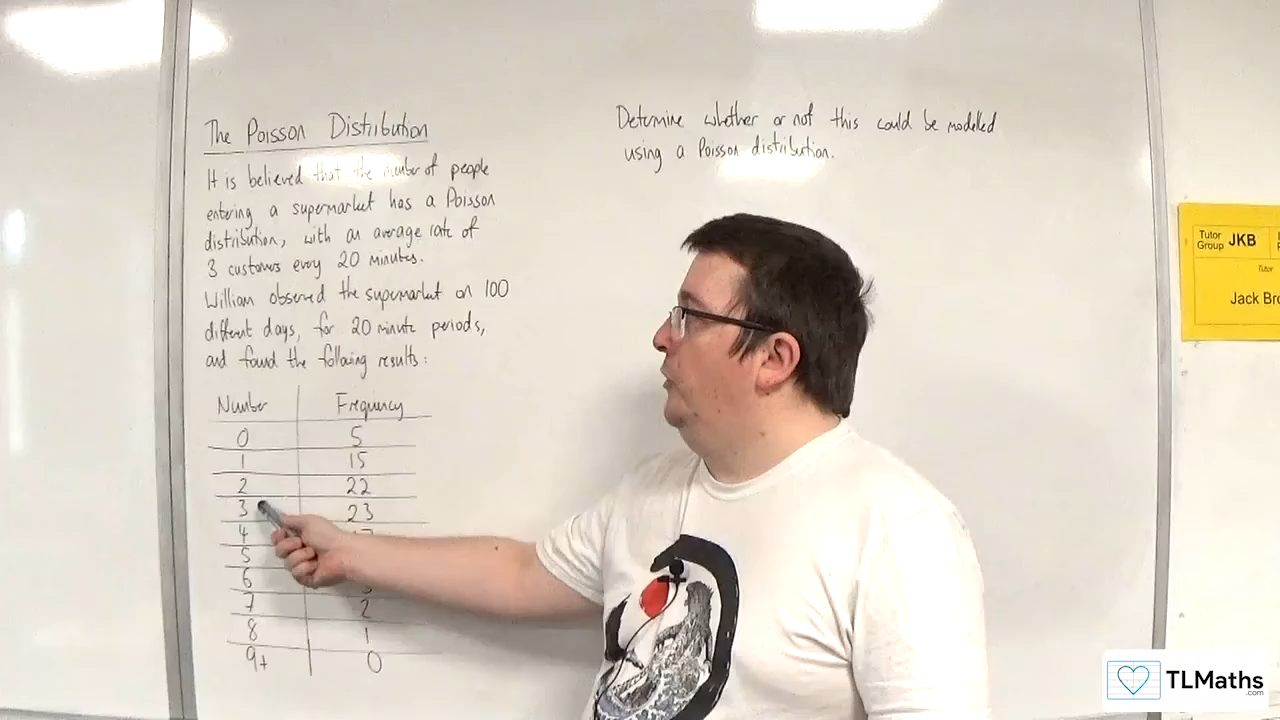 The Poisson Distribution
It is believed that the number of people
entering a supermarket has a Poisson
distribution, with an average rate of
3 customers every 20 minutes.
William observed the supermarket on 100
different days, for 20 minute periods,
and found the following results:
Number Frequency
0 5
1 15
2 22
3 23
4
5
6
7 2
8 1
9+ 0
Determine whether or not this could be modelled
using a Poisson distribution.
Tutor Group JKB
Tutor
Jack
TLMaths
.com